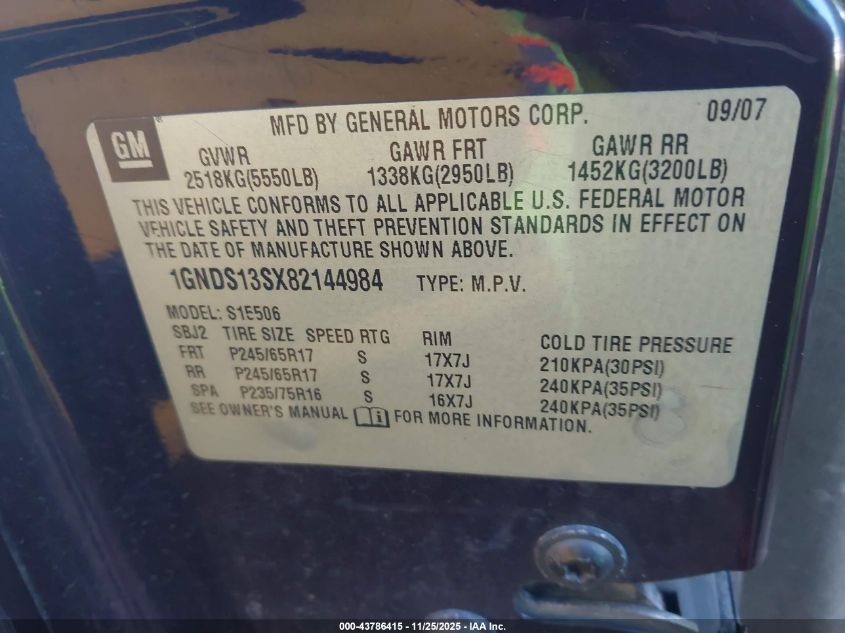 GM
®
MFD BY GENERAL MOTORS CORP. 09/07
GVWR GAWR FRT GAWR RR
2518KG(5550LB) 1338KG(2950LB) 1452KG(3200LB)
THIS VEHICLE CONFORMS TO ALL APPLICABLE U.S. FEDERAL MOTOR
VEHICLE SAFETY AND THEFT PREVENTION STANDARDS IN EFFECT ON
THE DATE OF MANUFACTURE SHOWN ABOVE.
1GNDS13SX82144984 TYPE: M.P.V.
MODEL: S1E506
SBJ2 TIRE SIZE SPEED RTG RIM COLD TIRE PRESSURE
FRT P245/65R17 S 17X7J 210KPA(30PSI)
RR P245/65R17 S 17X7J 240KPA(35PSI)
SPA P235/75R16 S 16X7J 240KPA(35PSI)
SEE OWNER'S MANUAL i FOR MORE INFORMATION.
000-43786415 - 11/25/2025 - IAA Inc.